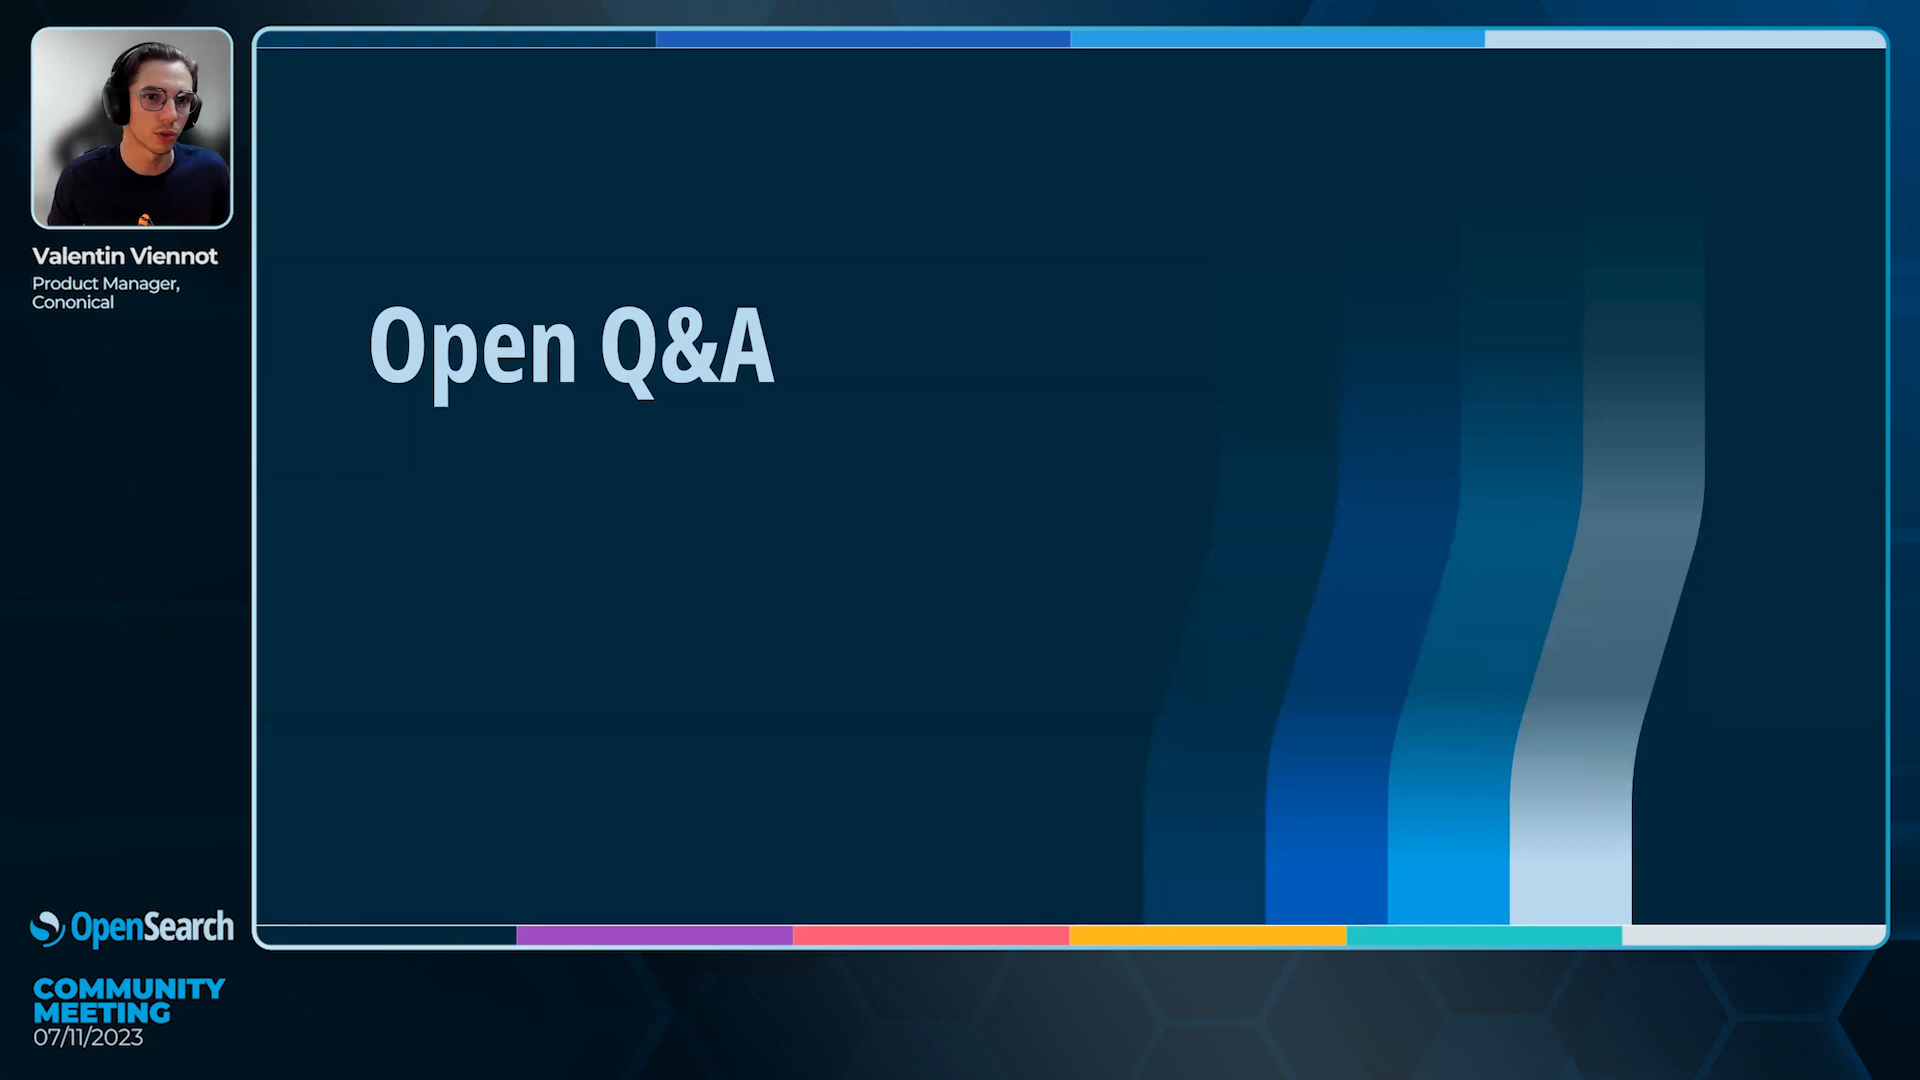 Valentin Viennot
Product Manager,
Cononical
Open Q&A
OpenSearch
COMMUNITY
MEETING
07/11/2023